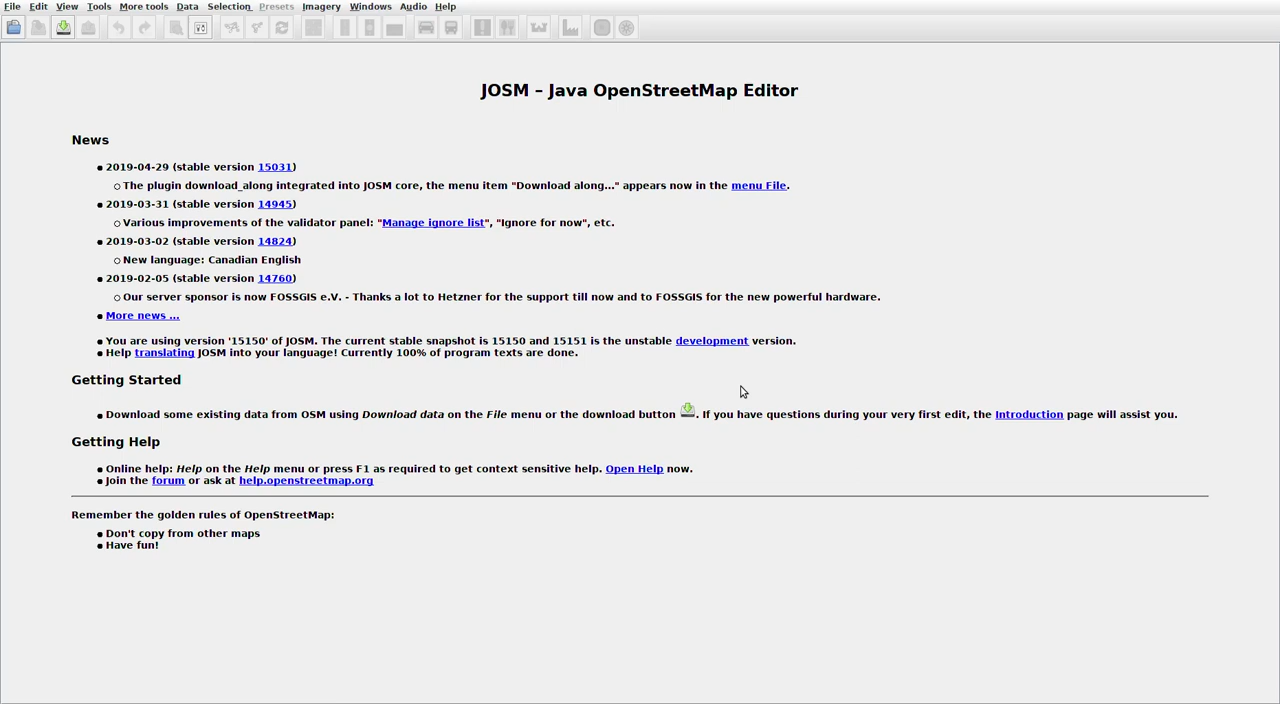 File Edit View Tools More tools Data Selection Presets Imagery Windows Audio Help
JOSM – Java OpenStreetMap Editor
News
2019-04-29 (stable version 15031)
The plugin download_along integrated into JOSM core, the menu item "Download along..." appears now in the menu File.
2019-03-31 (stable version 14945)
Various improvements of the validator panel: "Manage ignore list", "Ignore for now", etc.
2019-03-02 (stable version 14824)
New language: Canadian English
2019-02-05 (stable version 14760)
Our server sponsor is now FOSSGIS e.V. - Thanks a lot to Hetzner for the support till now and to FOSSGIS for the new powerful hardware.
More news ...
You are using version '15150' of JOSM. The current stable snapshot is 15150 and 15151 is the unstable development version.
Help translating JOSM into your language! Currently 100% of program texts are done.
Getting Started
Download some existing data from OSM using Download data on the File menu or the download button . If you have questions during your very first edit, the Introduction page will assist you.
Getting Help
Online help: Help on the Help menu or press F1 as required to get context sensitive help. Open Help now.
Join the forum or ask at help.openstreetmap.org
Remember the golden rules of OpenStreetMap:
Don't copy from other maps
Have fun!